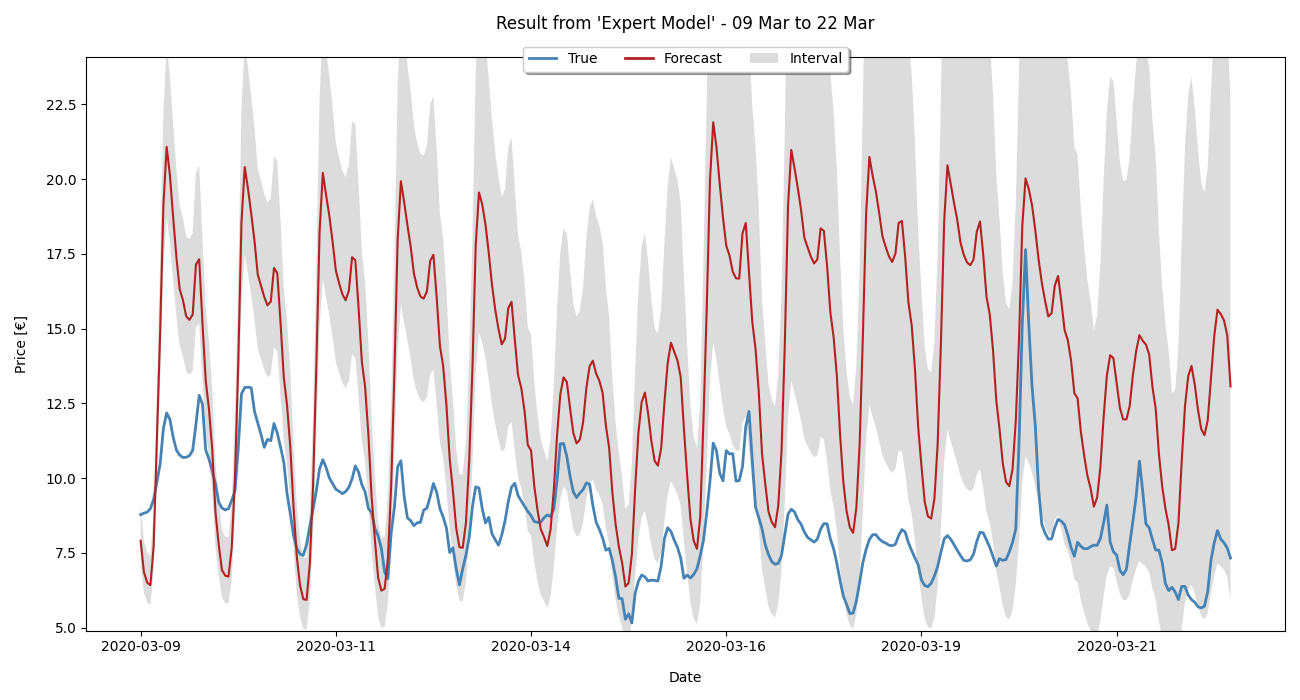 Result from 'Expert Model' - 09 Mar to 22 Mar
True Forecast Interval
22.5
20.0
17.5
15.0
12.5
10.0
7.5
5.0
Price [€]
2020-03-09 2020-03-11 2020-03-14 2020-03-16 2020-03-19 2020-03-21
Date